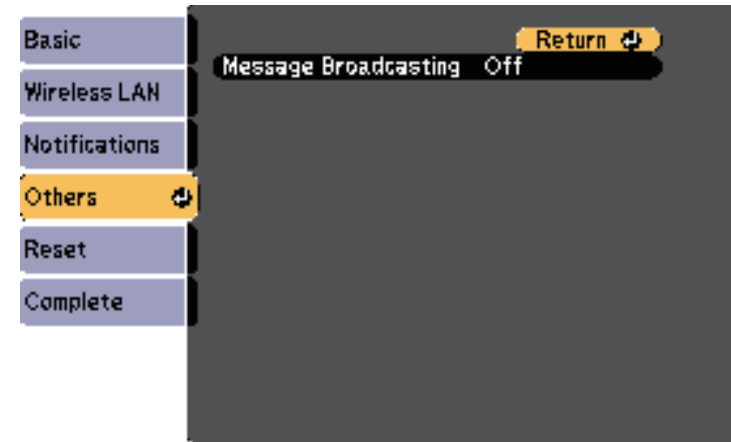 Basic
Wireless LAN
Notifications
Others
Reset
Complete
Return
Message Broadcasting Off